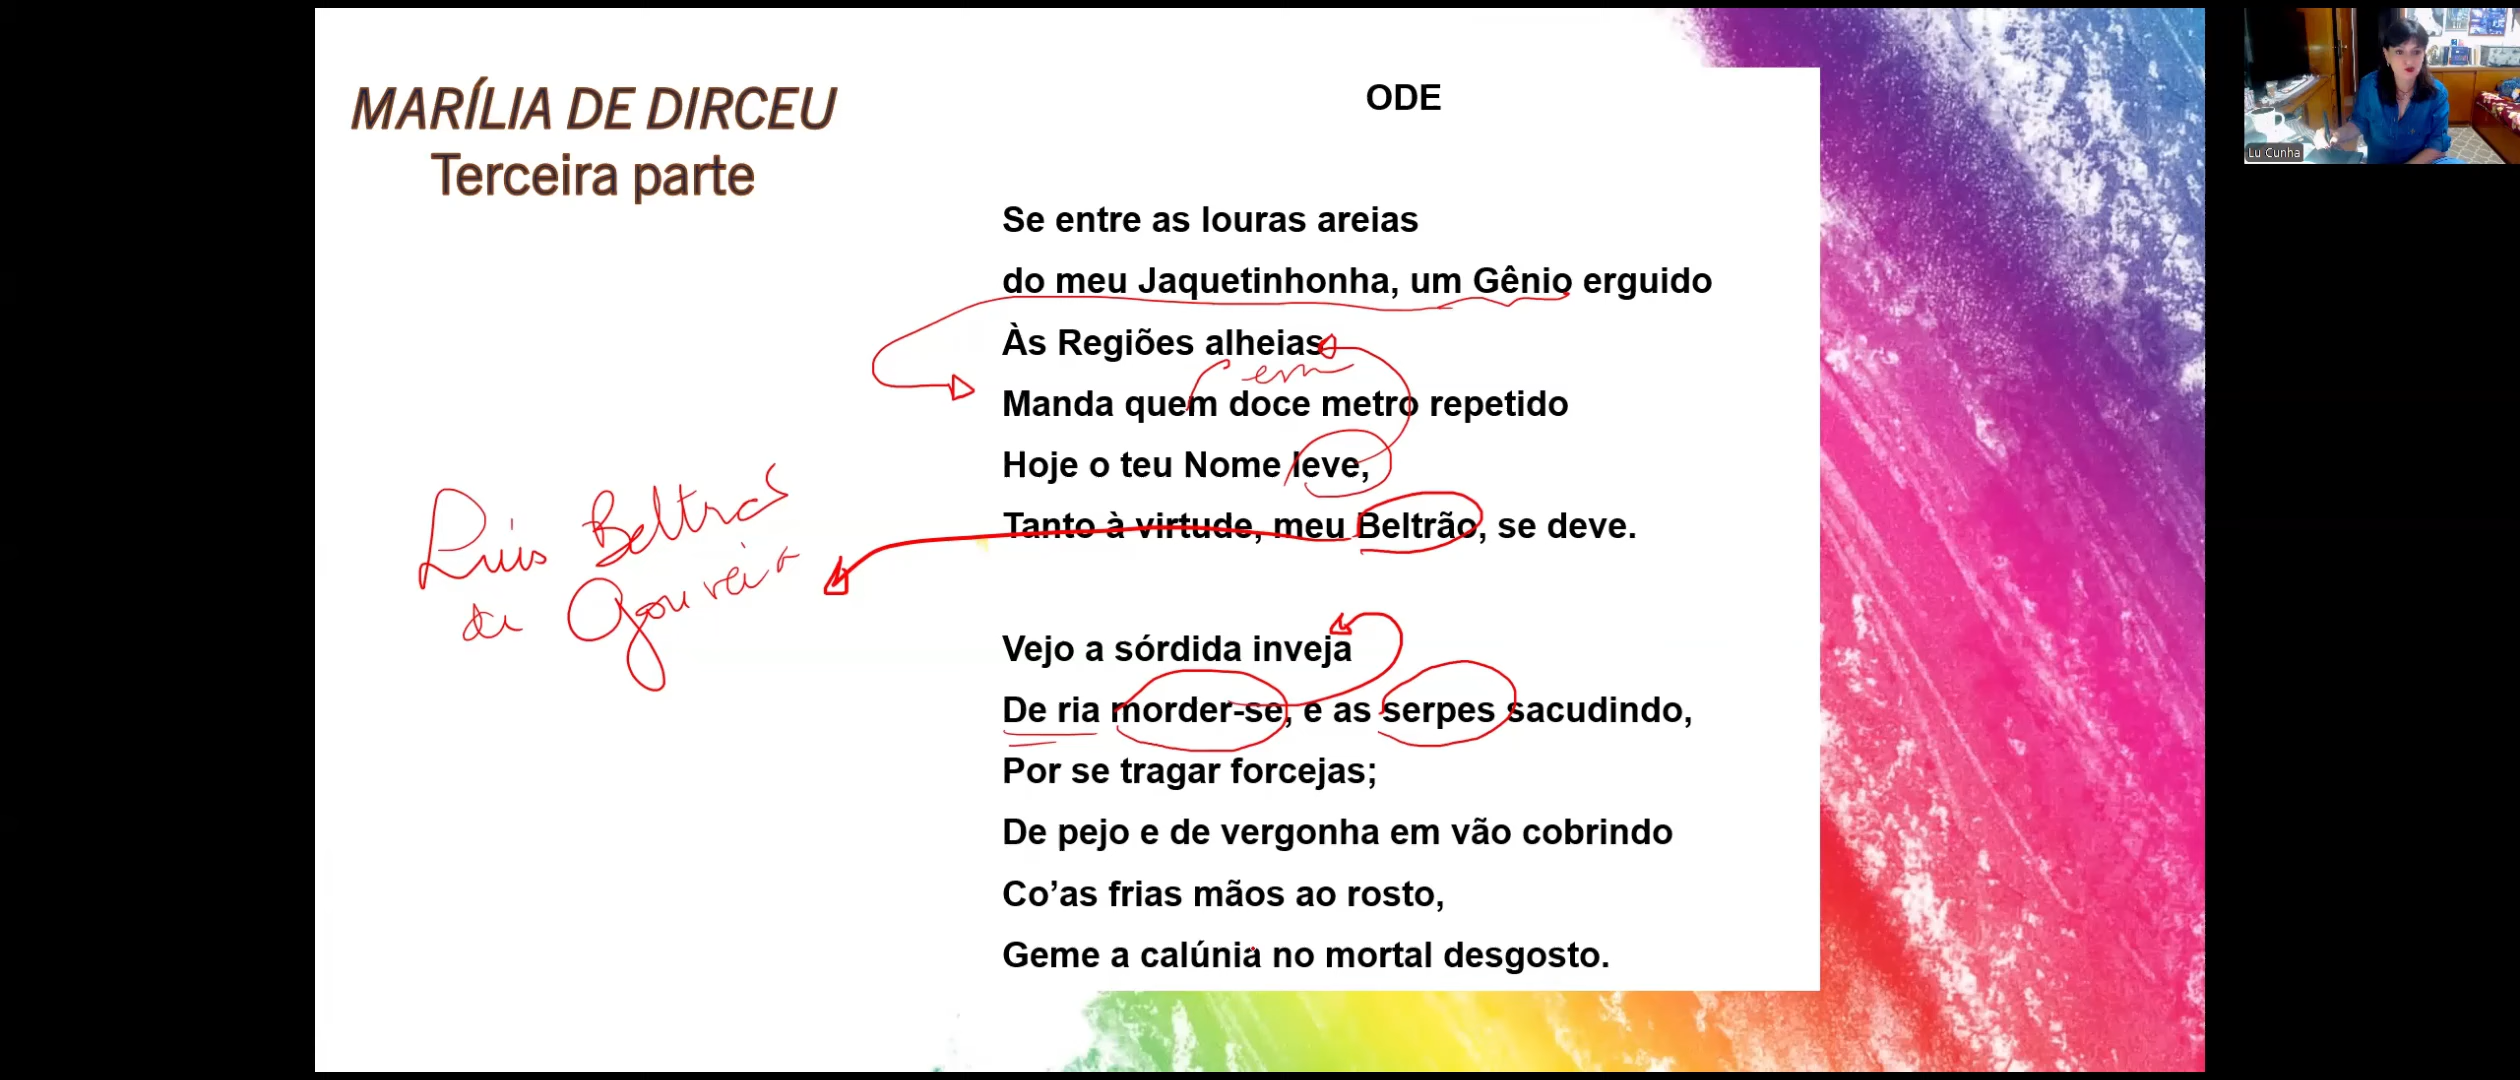 MARÍLIA DE DIRCEU
Terceira parte
ODE
Se entre as louras areias
do meu Jaquetinhonha, um Gênio erguido
Às Regiões alheias
em
Manda quem doce metro repetido
Hoje o teu Nome leve,
Tanto à virtude, meu Beltrão, se deve.
Luis Beltrão
de Gouveia
Vejo a sórdida inveja
De ria morder-se, e as serpes sacudindo,
Por se tragar forcejas;
De pejo e de vergonha em vão cobrindo
Co’as frias mãos ao rosto,
Geme a calúnia no mortal desgosto.
Lu Cunha